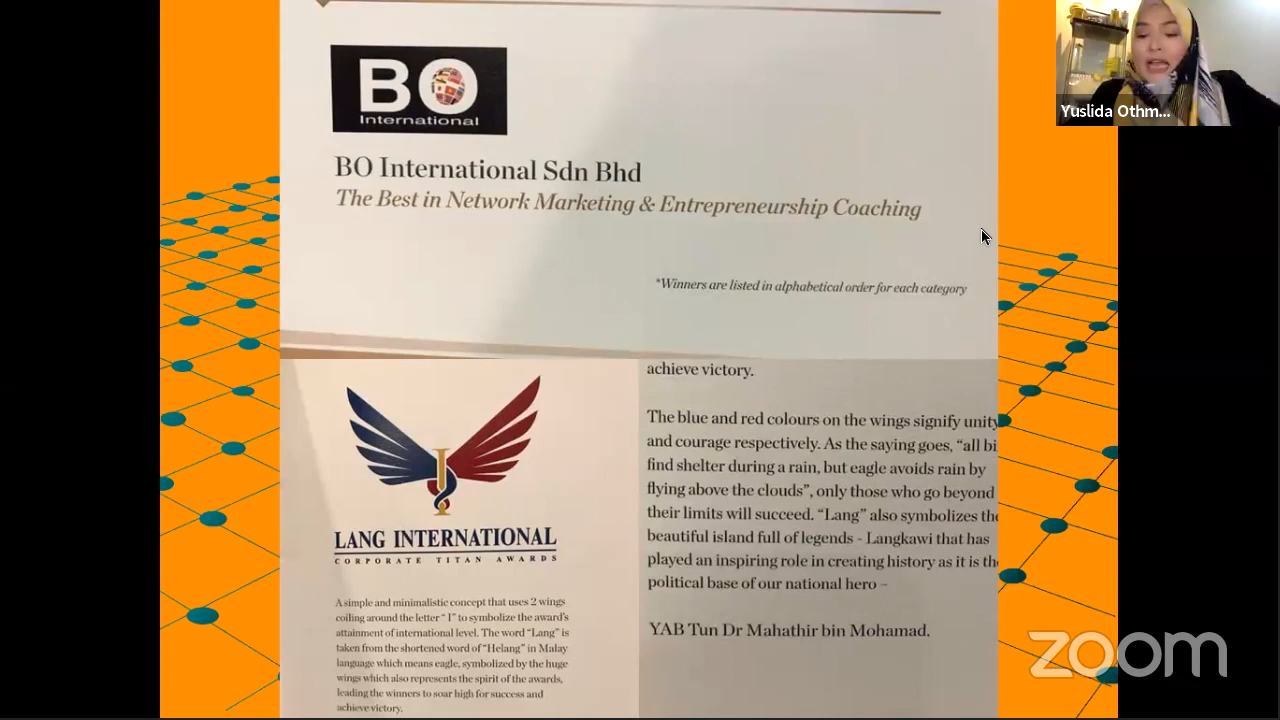 BO
International
BO International Sdn Bhd
The Best in Network Marketing & Entrepreneurship Coaching
*Winners are listed in alphabetical order for each category
LANG INTERNATIONAL
CORPORATE TITAN AWARDS
A simple and minimalistic concept that uses 2 wings
coiling around the letter "I" to symbolize the award's
attainment of international level. The word "Lang" is
taken from the shortened word of "Helang" in Malay
language which means eagle, symbolized by the huge
wings which also represents the spirit of the awards,
leading the winners to soar high for success and
achieve victory.
achieve victory.
The blue and red colours on the wings signify unity
and courage respectively. As the saying goes, "all bi
find shelter during a rain, but eagle avoids rain by
flying above the clouds", only those who go beyond
their limits will succeed. "Lang" also symbolizes the
beautiful island full of legends - Langkawi that has
played an inspiring role in creating history as it is th
political base of our national hero –
YAB Tun Dr Mahathir bin Mohamad.
Yuslida Othm...
zoom